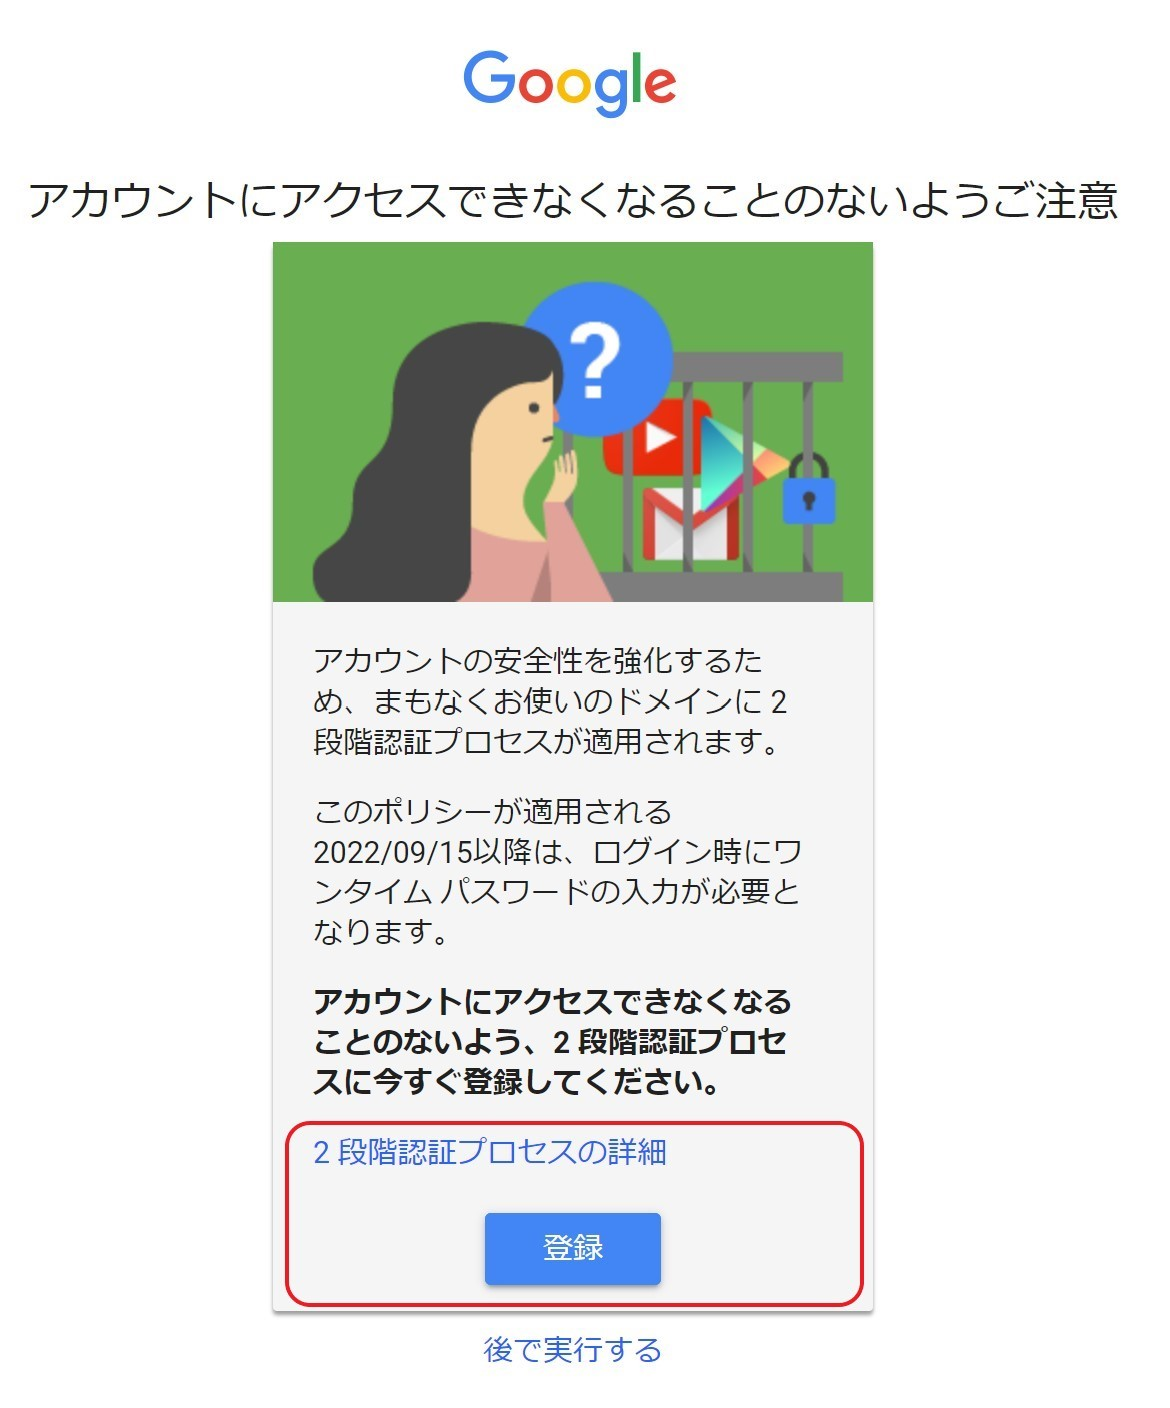 Google
アカウントにアクセスできなくなることのないようご注意
?
アカウントの安全性を強化するた
め、まもなくお使いのドメインに 2
段階認証プロセスが適用されます。
このポリシーが適用される
2022/09/15以降は、ログイン時にワ
ンタイム パスワードの入力が必要と
なります。
アカウントにアクセスできなくなる
ことのないよう、2 段階認証プロセ
スに今すぐ登録してください。
2 段階認証プロセスの詳細
登録
後で実行する